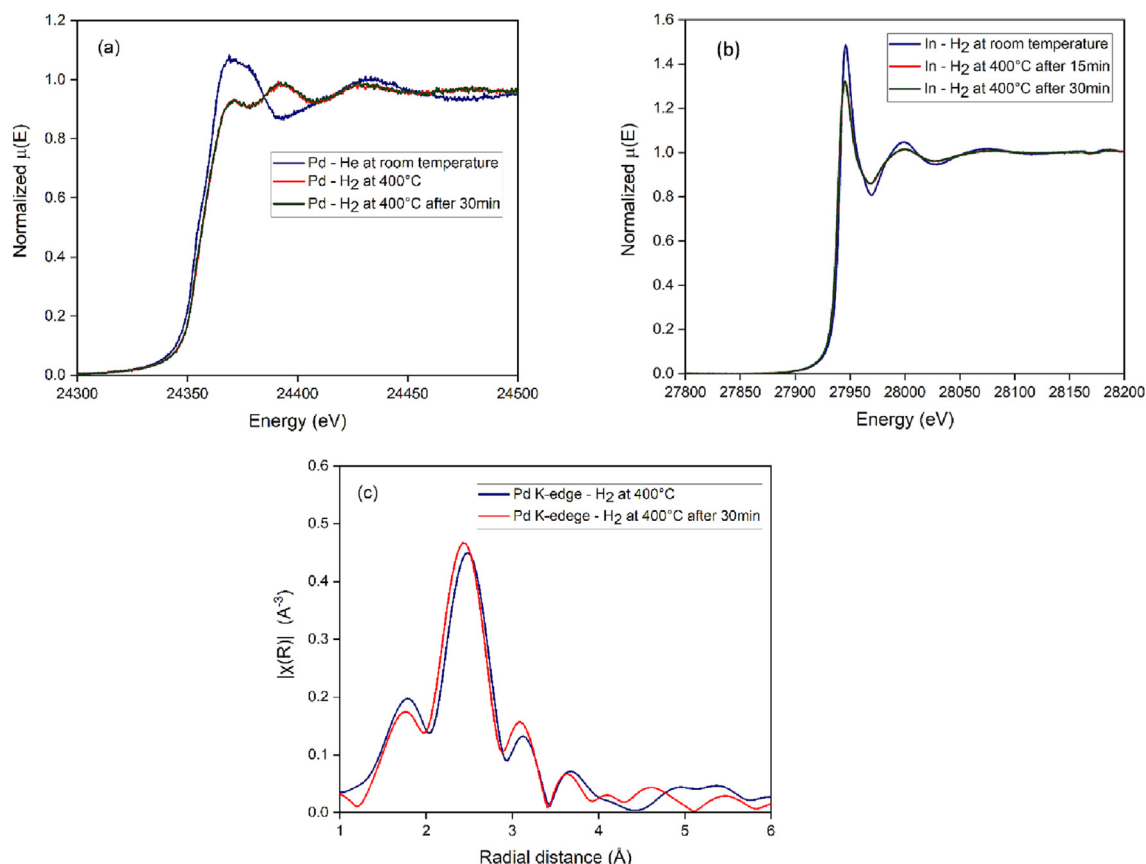 (a)
Normalized μ(E)
1.2
1.0
0.8
0.6
0.4
0.2
0.0
Pd - He at room temperature
Pd - H2 at 400°C
Pd - H2 at 400°C after 30min
24300 24350 24400 24450 24500
Energy (eV)
(b)
Normalized μ(E)
1.6
1.4
1.2
1.0
0.8
0.6
0.4
0.2
0.0
In - H2 at room temperature
In - H2 at 400°C after 15min
In - H2 at 400°C after 30min
27800 27850 27900 27950 28000 28050 28100 28150 28200
Energy (eV)
(c)
|χ(R)| (A-3)
0.6
0.5
0.4
0.3
0.2
0.1
0.0
Pd K-edge - H2 at 400°C
Pd K-edege - H2 at 400°C after 30min
1 2 3 4 5 6
Radial distance (Å)